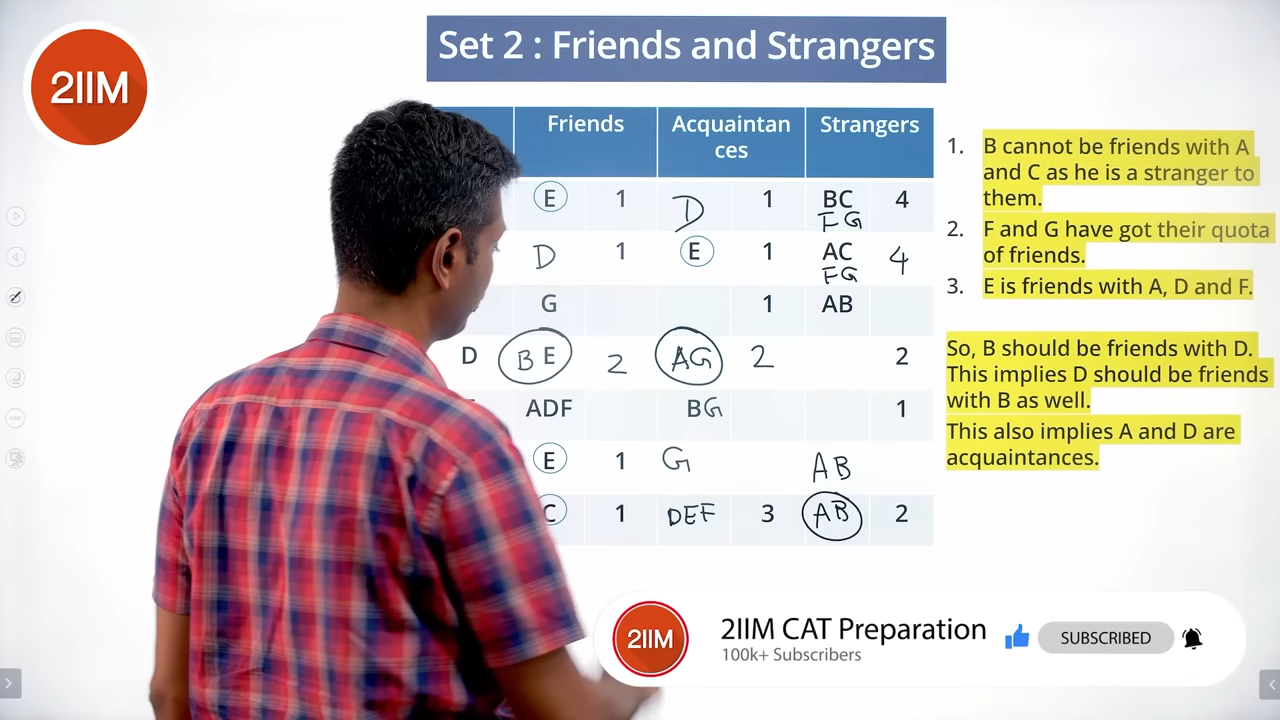 2IIM
Set 2 : Friends and Strangers
Friends Acquaintan Strangers
ces
E 1 D 1 BC 4
FG
D 1 E 1 AC 4
FG
G 1 AB
D B E 2 AG 2 2
ADF BG 1
E 1 G AB
C 1 DEF 3 AB 2
1. B cannot be friends with A
and C as he is a stranger to
them.
2. F and G have got their quota
of friends.
3. E is friends with A, D and F.
So, B should be friends with D.
This implies D should be friends
with B as well.
This also implies A and D are
acquaintances.
2IIM
2IIM CAT Preparation
100k+ Subscribers
SUBSCRIBED